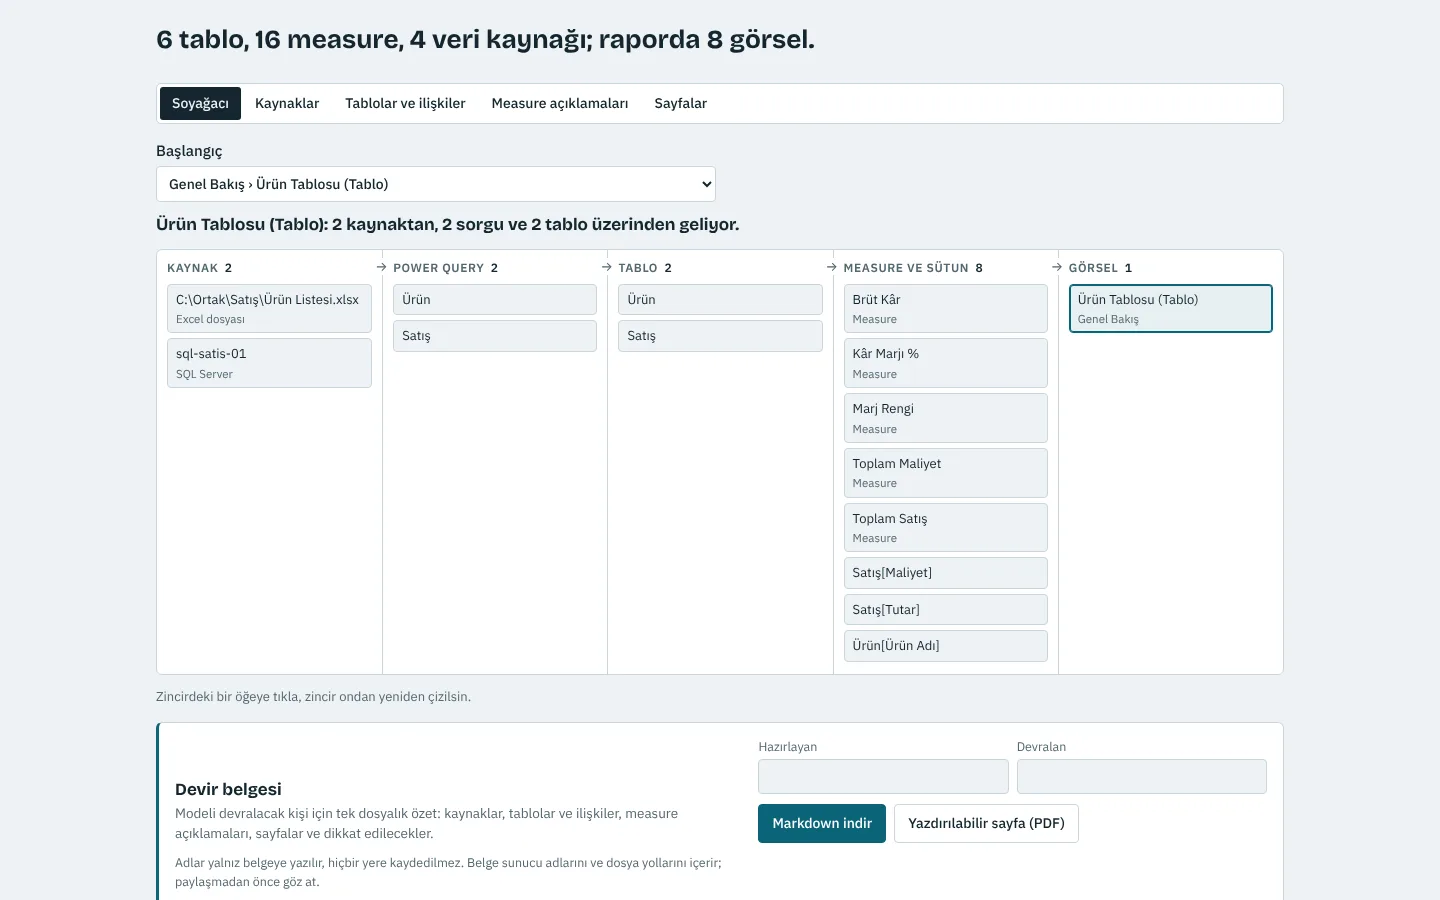 6 tablo, 16 measure, 4 veri kaynağı; raporda 8 görsel.
Soyağacı
Kaynaklar
Tablolar ve ilişkiler
Measure açıklamaları
Sayfalar
Başlangıç
Genel Bakış › Ürün Tablosu (Tablo)
Ürün Tablosu (Tablo): 2 kaynaktan, 2 sorgu ve 2 tablo üzerinden geliyor.
KAYNAK 2
C:\Ortak\Satış\Ürün Listesi.xlsx
Excel dosyası
sql-satis-01
SQL Server
→ POWER QUERY 2
Ürün
Satış
→ TABLO 2
Ürün
Satış
→ MEASURE VE SÜTUN 8
Brüt Kâr
Measure
Kâr Marjı %
Measure
Marj Rengi
Measure
Toplam Maliyet
Measure
Toplam Satış
Measure
Satış[Maliyet]
Satış[Tutar]
Ürün[Ürün Adı]
→ GÖRSEL 1
Ürün Tablosu (Tablo)
Genel Bakış
Zincirdeki bir öğeye tıkla, zincir ondan yeniden çizilsin.
Devir belgesi
Modeli devralacak kişi için tek dosyalık özet: kaynaklar, tablolar ve ilişkiler, measure
açıklamaları, sayfalar ve dikkat edilecekler.
Adlar yalnız belgeye yazılır, hiçbir yere kaydedilmez. Belge sunucu adlarını ve dosya yollarını içerir;
paylaşmadan önce göz at.
Hazırlayan
Devralan
Markdown indir
Yazdırılabilir sayfa (PDF)